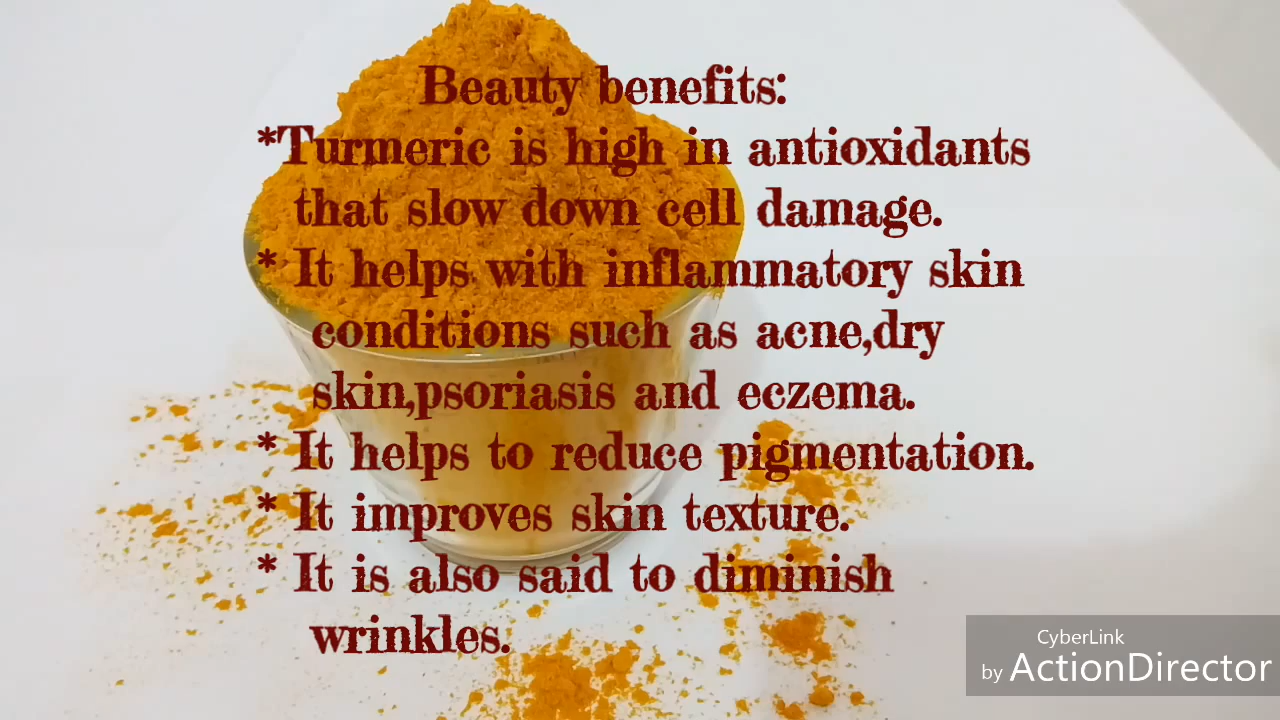 Beauty benefits:
*Turmeric is high in antioxidants
that slow down cell damage.
* It helps with inflammatory skin
conditions such as acne,dry
skin,psoriasis and eczema.
* It helps to reduce pigmentation.
* It improves skin texture.
* It is also said to diminish
wrinkles.
CyberLink
by ActionDirector